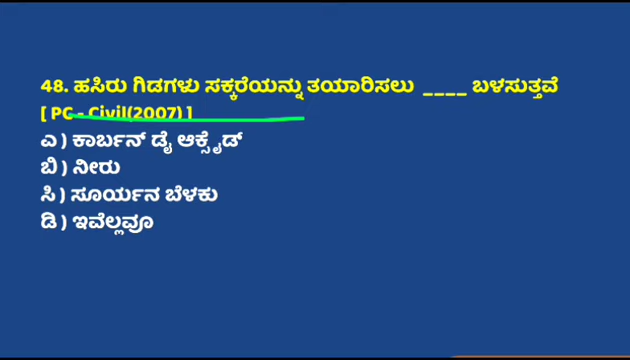 48. ಹಸಿರು ಗಿಡಗಳು ಸಕ್ಕರೆಯನ್ನು ತಯಾರಿಸಲು ____ ಬಳಸುತ್ತವೆ
[ PC - Civil(2007) ]
ಎ ) ಕಾರ್ಬನ್ ಡೈ ಆಕ್ಸೈಡ್
ಬಿ ) ನೀರು
ಸಿ ) ಸೂರ್ಯನ ಬೆಳಕು
ಡಿ ) ಇವೆಲ್ಲವೂ